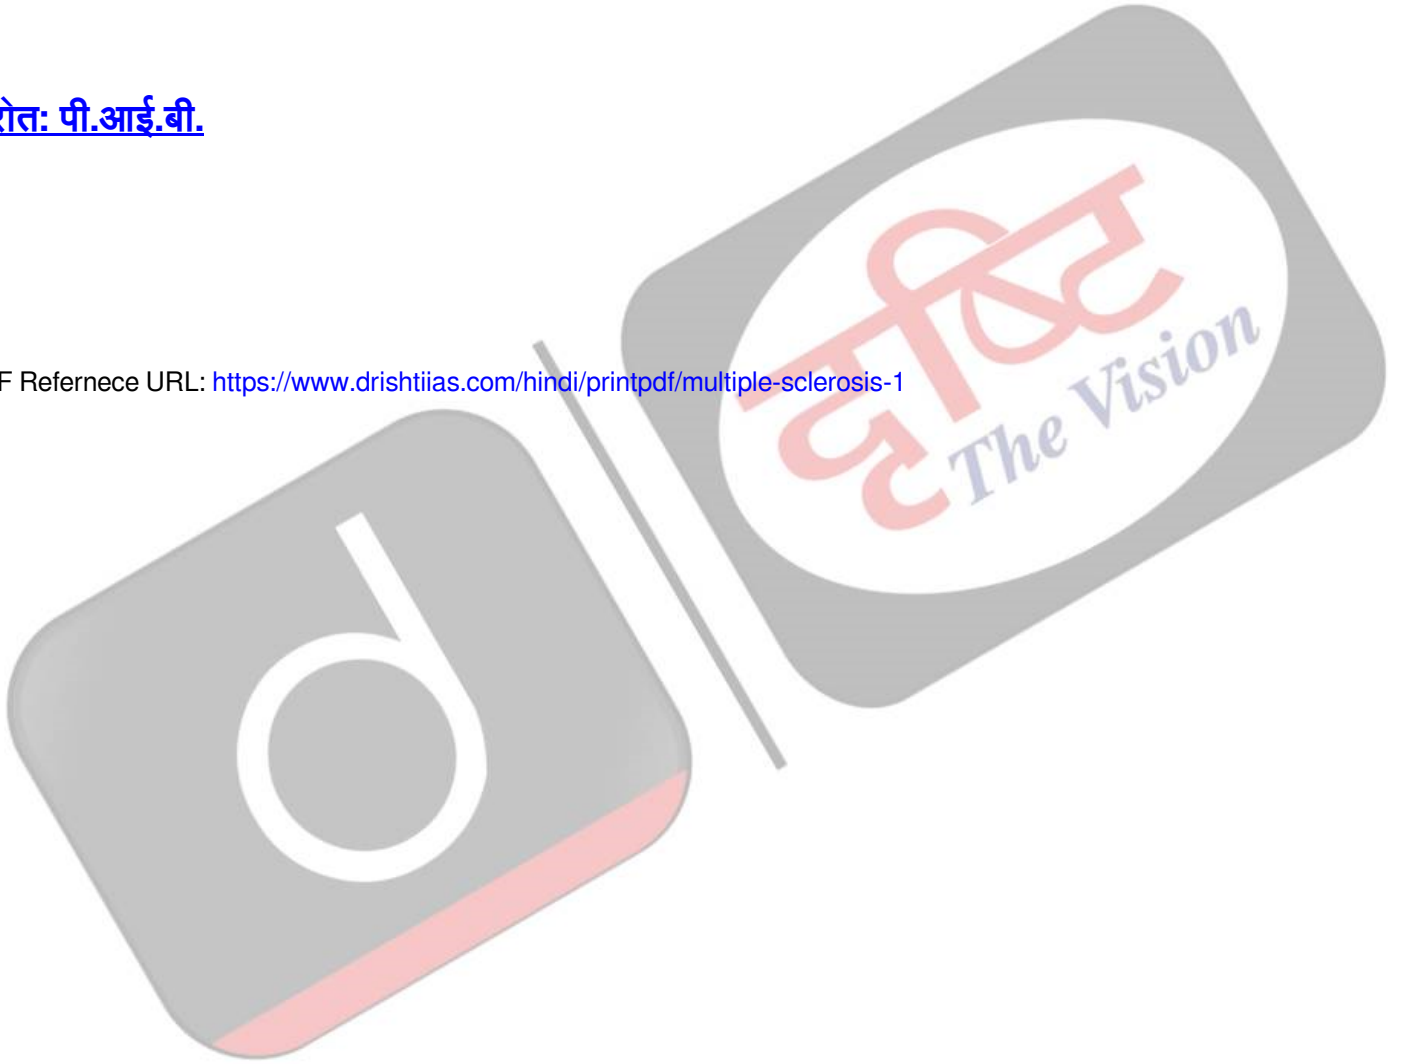 रोत: पी.आई.बी.
F Refernece URL: https://www.drishtiias.com/hindi/printpdf/multiple-sclerosis-1
दृष्टि
The Vision
d